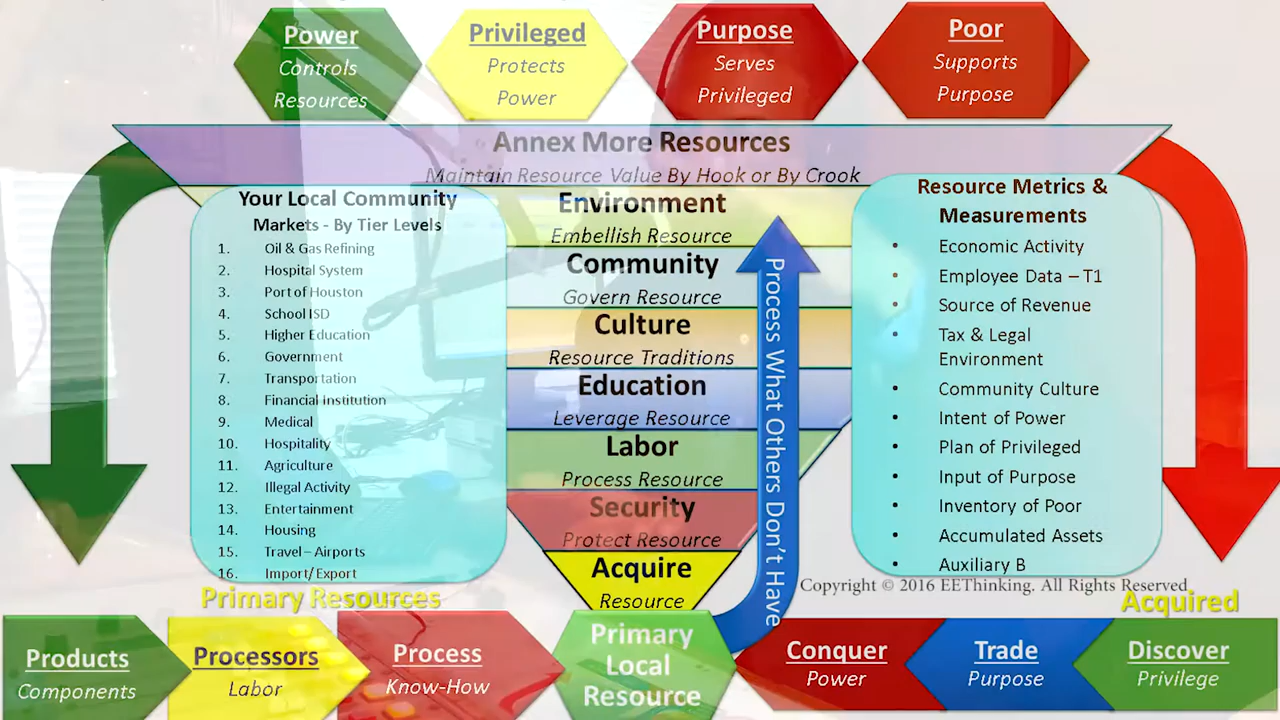 Power
Controls
Resources
Privileged
Protects
Power
Purpose
Serves
Privileged
Poor
Supports
Purpose
Annex More Resources
Maintain Resource Value By Hook or By Crook
Your Local Community
Markets - By Tier Levels
1. Oil & Gas Refining
2. Hospital System
3. Port of Houston
4. School ISD
5. Higher Education
6. Government
7. Transportation
8. Financial Institution
9. Medical
10. Hospitality
11. Agriculture
12. Illegal Activity
13. Entertainment
14. Housing
15. Travel – Airports
16. Import/ Export
Environment
Embellish Resource
Community
Govern Resource
Culture
Resource Traditions
Education
Leverage Resource
Labor
Process Resource
Security
Protect Resource
Acquire
Resource
Process What Others Don't Have
Resource Metrics &
Measurements
• Economic Activity
• Employee Data – T1
• Source of Revenue
• Tax & Legal
Environment
• Community Culture
• Intent of Power
• Plan of Privileged
• Input of Purpose
• Inventory of Poor
• Accumulated Assets
• Auxiliary B
Copyright © 2016 EEThinking. All Rights Reserved
Primary Resources
Acquired
Products
Components
Processors
Labor
Process
Know-How
Primary
Local
Resource
Conquer
Power
Trade
Purpose
Discover
Privilege